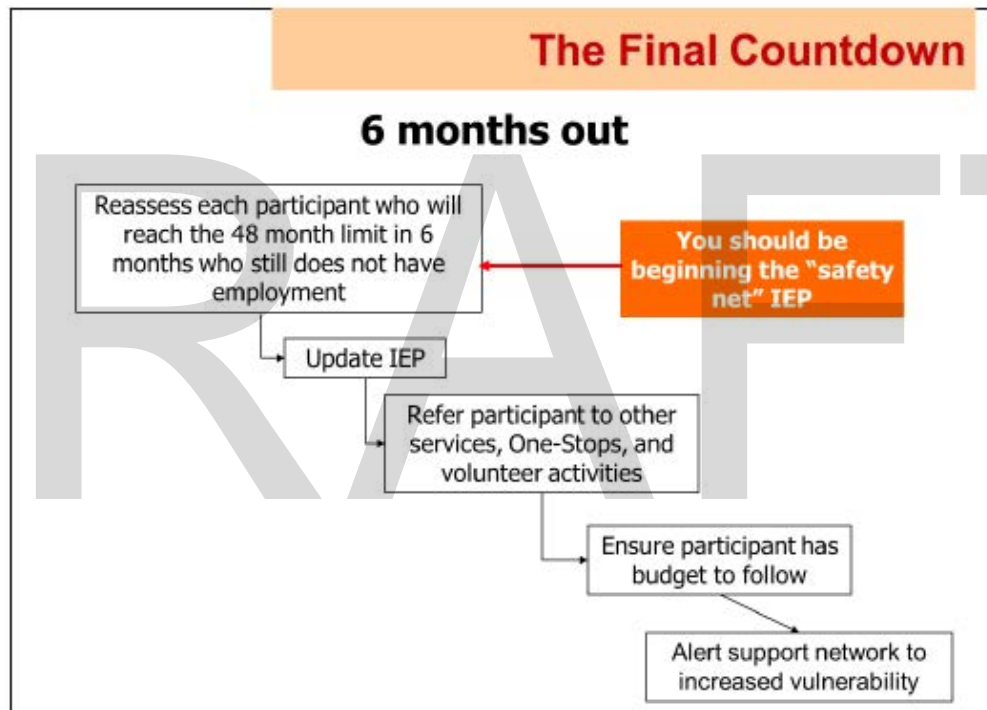 The Final Countdown
6 months out
Reassess each participant who will
reach the 48 month limit in 6
months who still does not have
employment
You should be
beginning the “safety
net” IEP
Update IEP
Refer participant to other
services, One-Stops, and
volunteer activities
Ensure participant has
budget to follow
Alert support network to
increased vulnerability
RAFT